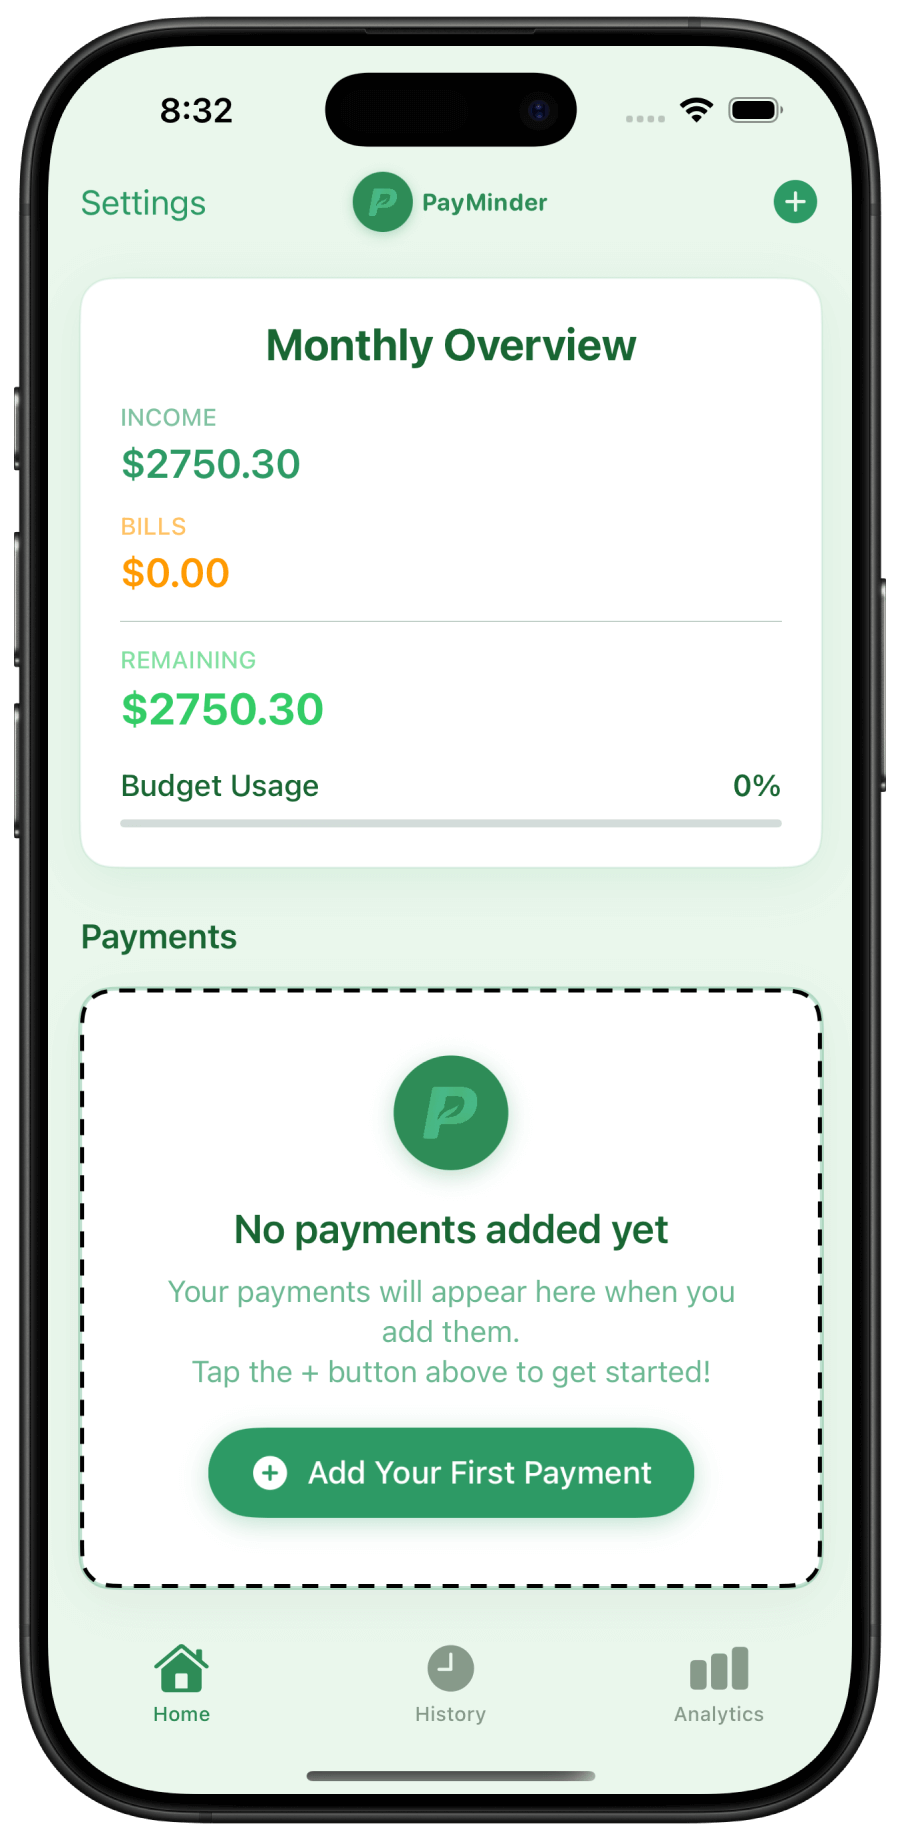 8:32
Settings
PayMinder
Monthly Overview
INCOME
$2750.30
BILLS
$0.00
REMAINING
$2750.30
Budget Usage 0%
Payments
No payments added yet
Your payments will appear here when you
add them.
Tap the + button above to get started!
Add Your First Payment
Home History Analytics